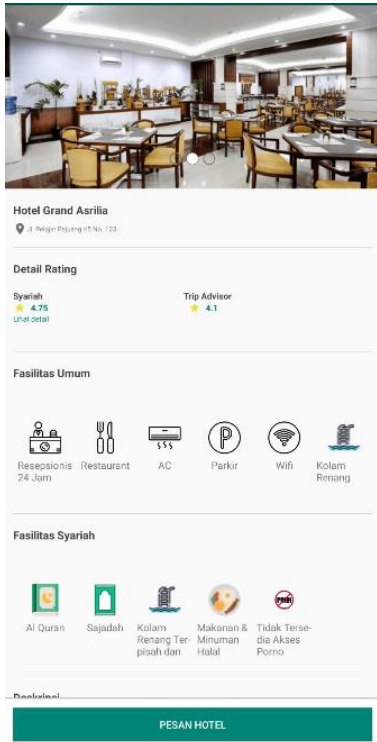 Hotel Grand Asrilia
Jl. Pelajar Pejuang 45 No. 123
Detail Rating
Syariah
Trip Advisor
4.75
4.1
Lihat detail
Fasilitas Umum
Resepsionis Restaurant AC Parkir Wifi Kolam
24 Jam Renang
Fasilitas Syariah
Al Quran Sajadah Kolam Makanan & Tidak Terse-
Renang Ter- Minuman dia Akses
pisah dan Halal Porno
Deskripsi
PESAN HOTEL